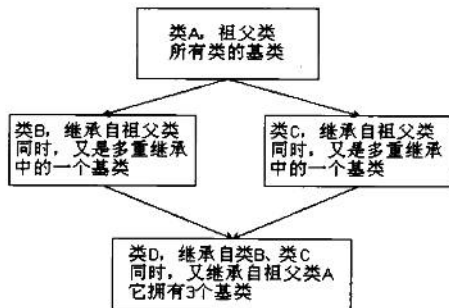 类A，祖父类
所有类的基类
类B，继承自祖父类
同时，又是多重继承
中的一个基类
类C，继承自祖父类
同时，又是多重继承
中的一个基类
类D，继承自类B、类C
同时，又继承自祖父类A
它拥有3个基类